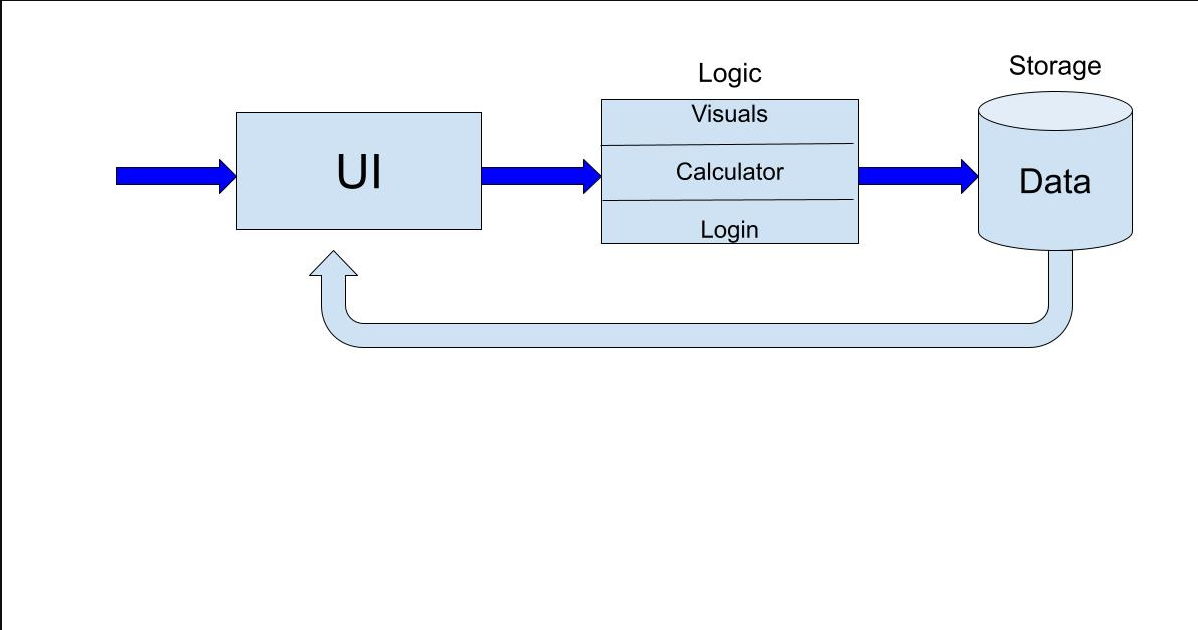 UI
Logic
Visuals
Calculator
Login
Storage
Data